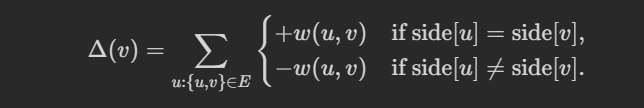 Δ(v) = ∑_{u:{u,v}∈E} { +w(u, v) if side[u] = side[v],
−w(u, v) if side[u] ≠ side[v].